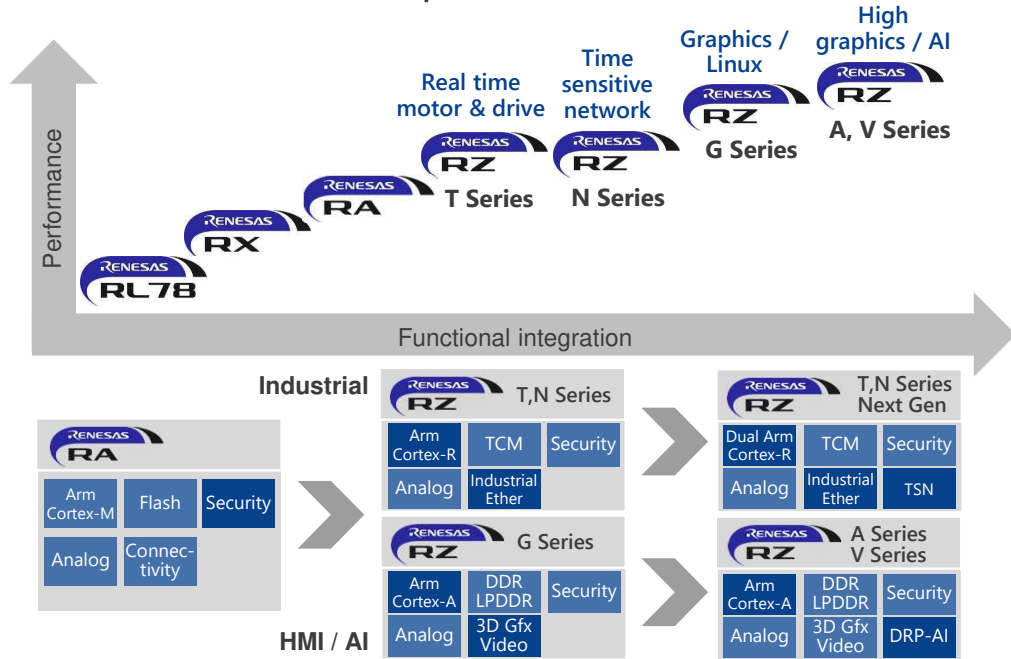 High
graphics / AI
RENESAS
RZ
A, V Series
Graphics /
Linux
RENESAS
RZ
G Series
Time
sensitive
network
RENESAS
RZ
N Series
Real time
motor & drive
RENESAS
RZ
T Series
RENESAS
RA
RENESAS
RX
RENESAS
RL78
Performance
Functional integration
Industrial
RENESAS
RA
Arm
Cortex-M
Flash
Security
Analog
Connec-
tivity
RENESAS
RZ
T,N Series
Arm
Cortex-R
TCM
Security
Analog
Industrial
Ether
RENESAS
RZ
T,N Series
Next Gen
Dual Arm
Cortex-R
TCM
Security
Analog
Industrial
Ether
TSN
HMI / AI
RENESAS
RZ
G Series
Arm
Cortex-A
DDR
LPDDR
Security
Analog
3D Gfx
Video
RENESAS
RZ
A Series
V Series
Arm
Cortex-A
DDR
LPDDR
Security
Analog
3D Gfx
Video
DRP-AI